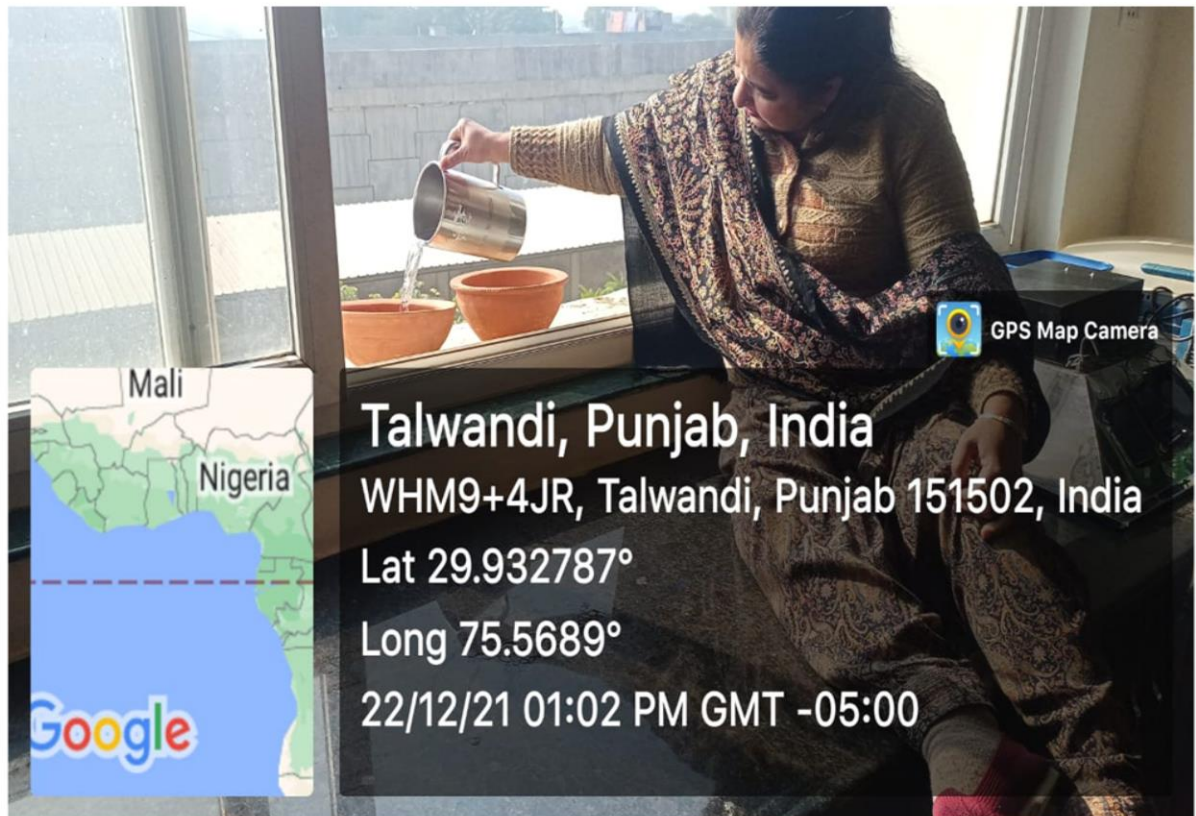 GPS Map Camera
Mali
Nigeria
Google
Talwandi, Punjab, India
WHM9+4JR, Talwandi, Punjab 151502, India
Lat 29.932787°
Long 75.5689°
22/12/21 01:02 PM GMT -05:00